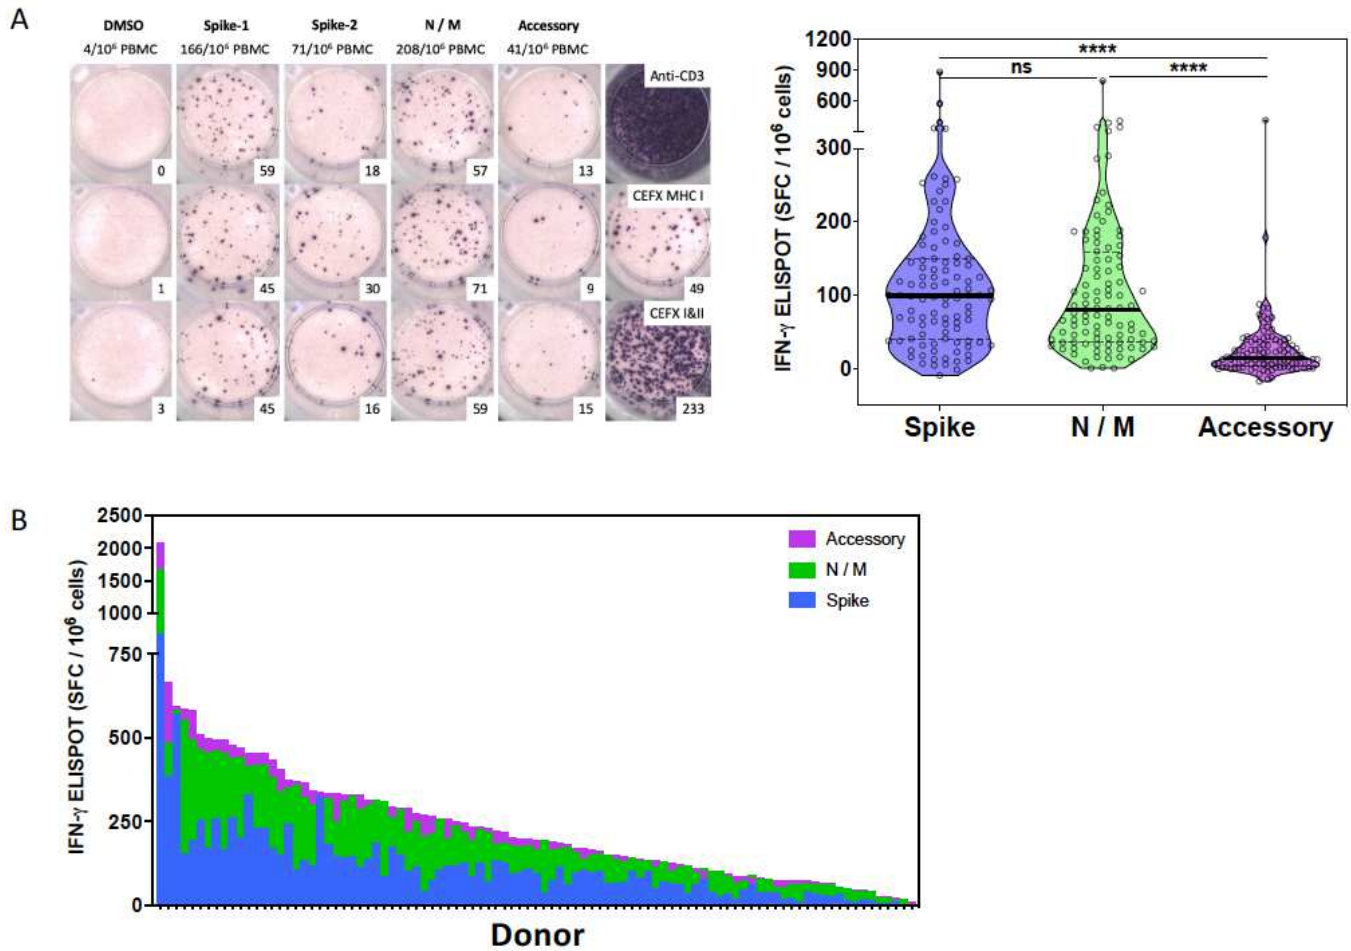 A
DMSO Spike-1 Spike-2 N / M Accessory
4/10⁶ PBMC 166/10⁶ PBMC 71/10⁶ PBMC 208/10⁶ PBMC 41/10⁶ PBMC
Anti-CD3
0 59 18 57 13
CEFX MHC I
1 45 30 71 9 49
CEFX I&II
3 45 16 59 15 233
IFN-γ ELISPOT (SFC / 10⁶ cells)
1200
900
600
300
200
100
0
****
ns ****
Spike N / M Accessory
B
IFN-γ ELISPOT (SFC / 10⁶ cells)
2500
2000
1500
1000
750
500
250
0
Accessory
N / M
Spike
Donor